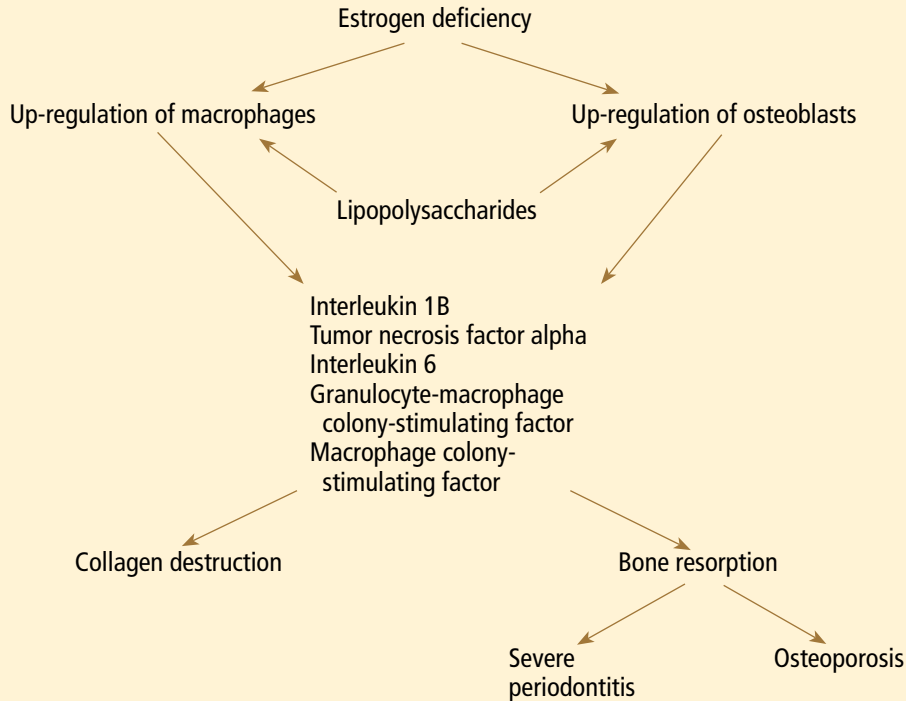 Estrogen deficiency
Up-regulation of macrophages
Up-regulation of osteoblasts
Lipopolysaccharides
Interleukin 1B
Tumor necrosis factor alpha
Interleukin 6
Granulocyte-macrophage
colony-stimulating factor
Macrophage colony-
stimulating factor
Collagen destruction
Bone resorption
Severe
periodontitis
Osteoporosis